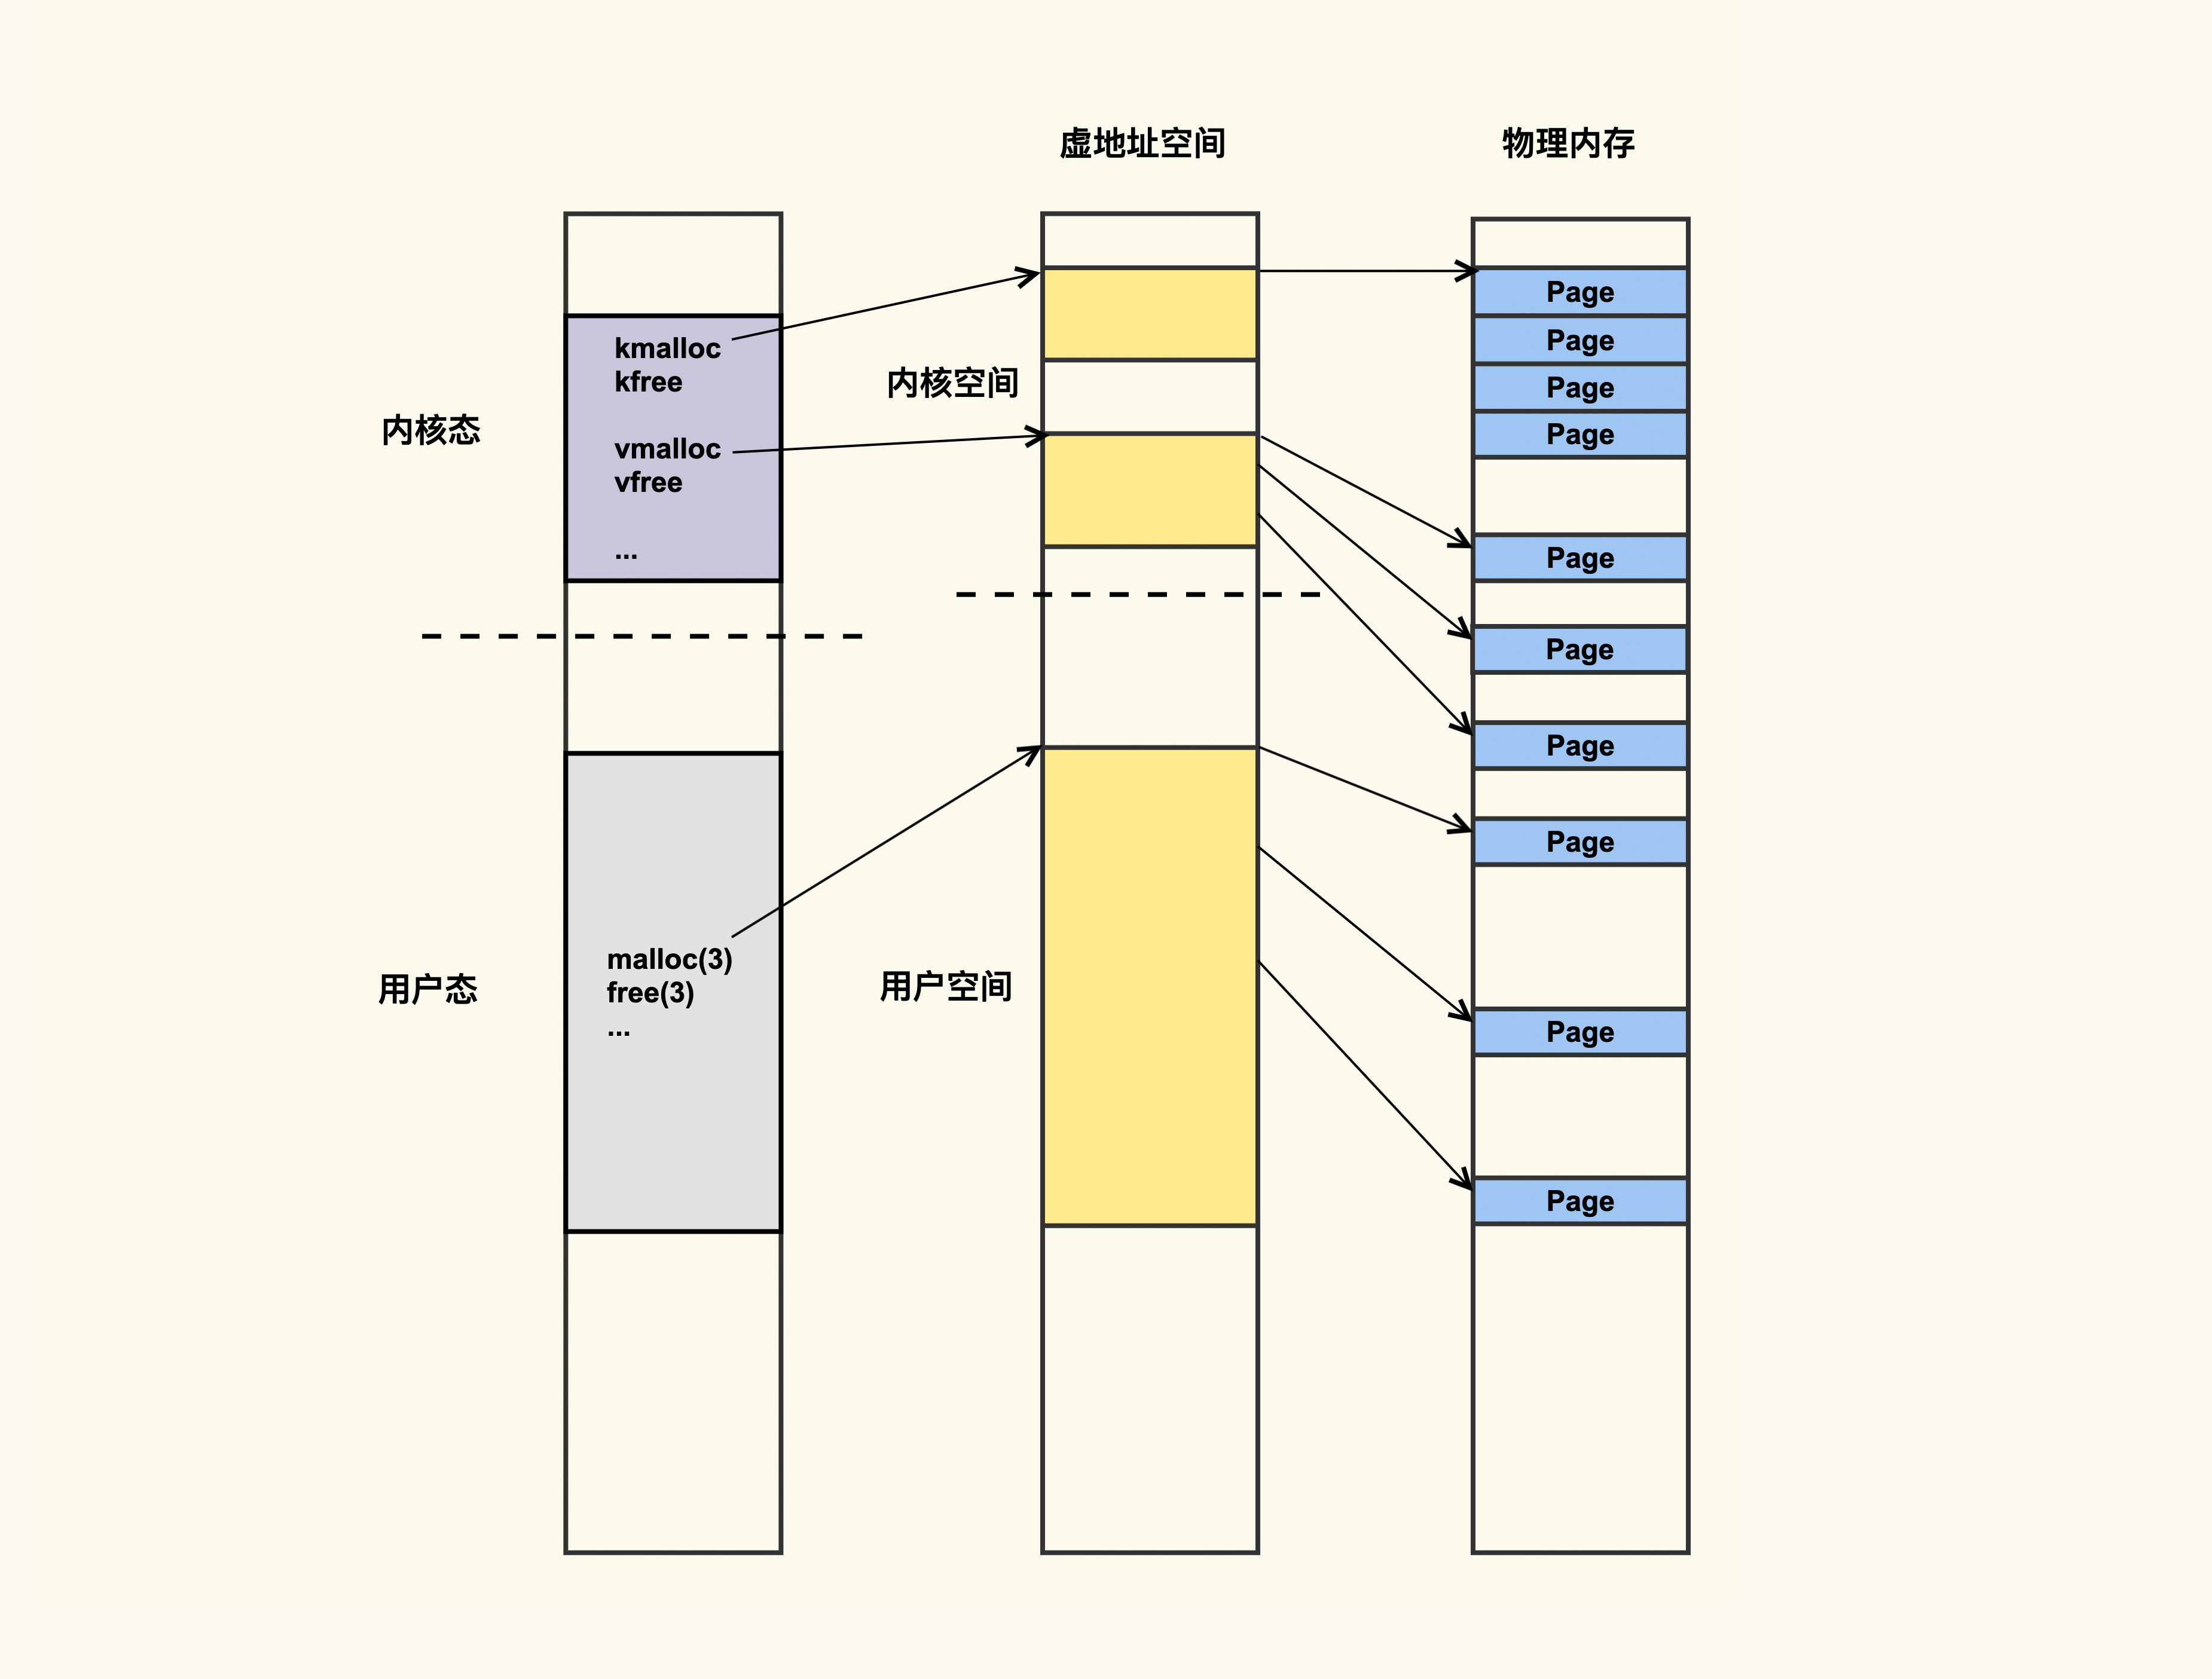 虚地址空间
物理内存
内核态
kmalloc
kfree
vmalloc
vfree
...
内核空间
Page
Page
Page
Page
Page
Page
Page
用户态
malloc(3)
free(3)
...
用户空间
Page
Page
Page